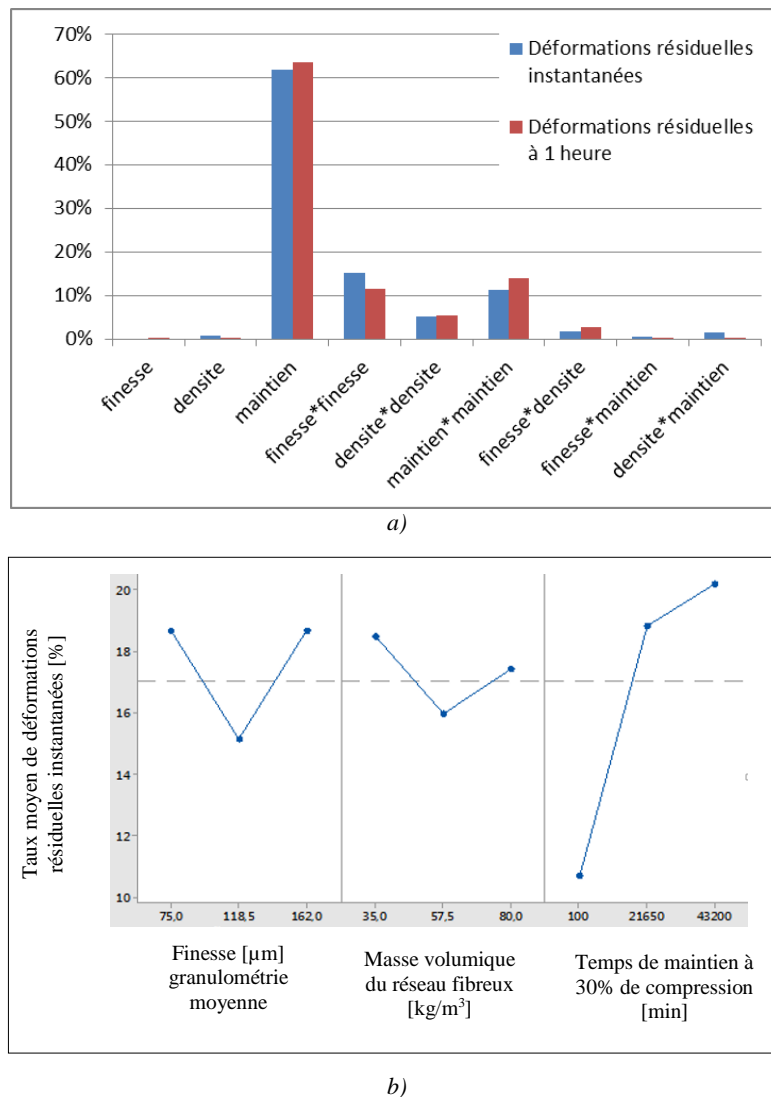 70%
60%
50%
40%
30%
20%
10%
0%
Déformations résiduelles
instantanées
Déformations résiduelles
à 1 heure
finesse
densite
maintien
finesse*finesse
densite*densite
maintien*maintien
finesse*densite
finesse*maintien
densite*maintien
a)
Taux moyen de déformations
résiduelles instantanées [%]
20
18
16
14
12
10
75,0 118,5 162,0 35,0 57,5 80,0 100 21650 43200
Finesse [µm]
granulométrie
moyenne
Masse volumique
du réseau fibreux
[kg/m³]
Temps de maintien à
30% de compression
[min]
b)